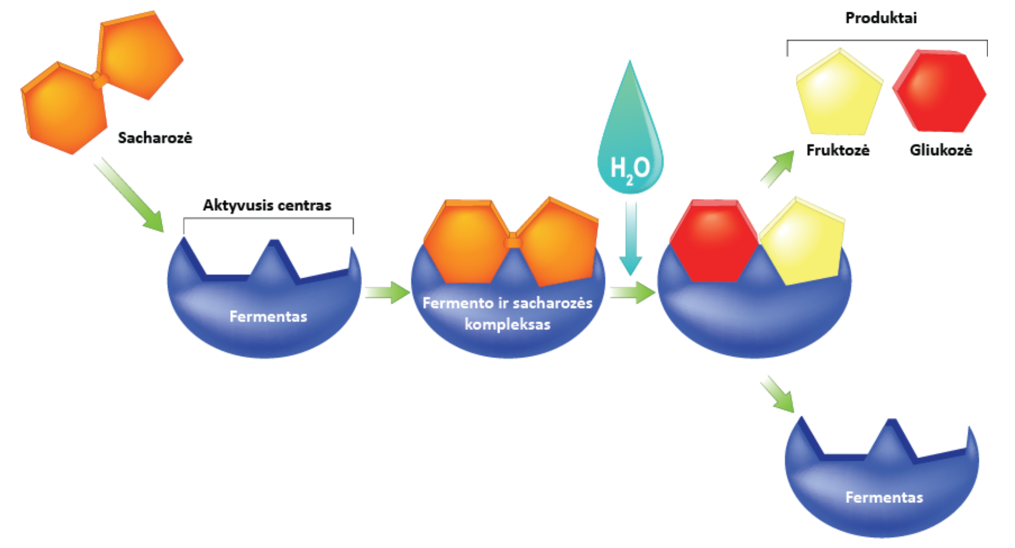 Produktai
Sacharozė
Fruktozė
Gliukozė
H₂O
Aktyvusis centras
Fermentas
Fermento ir sacharozės
kompleksas
Fermentas